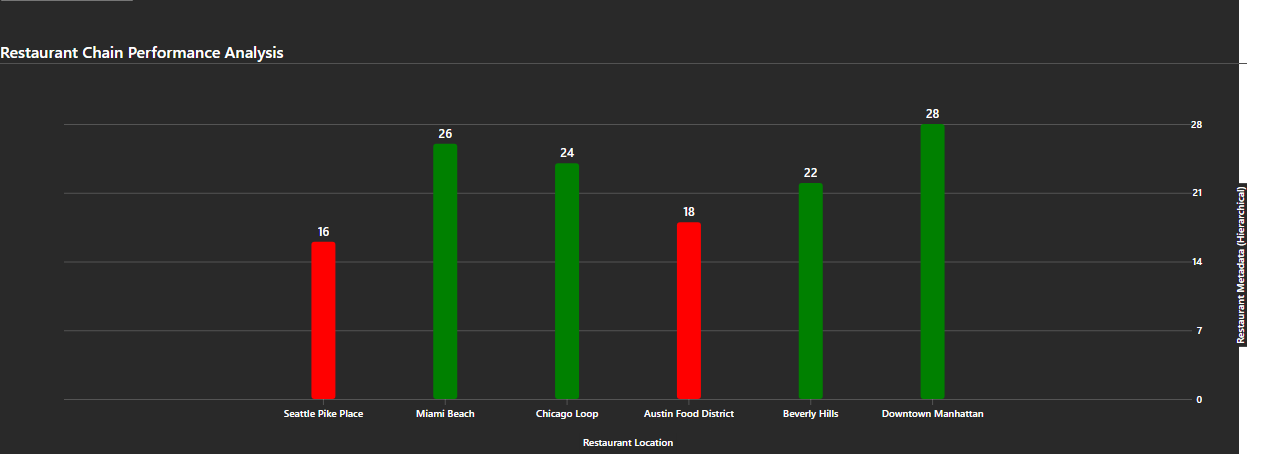 Restaurant Chain Performance Analysis
28
26
24
22
18
16
28
21
14
7
0
Restaurant Metadata (Hierarchical)
Seattle Pike Place
Miami Beach
Chicago Loop
Austin Food District
Beverly Hills
Downtown Manhattan
Restaurant Location